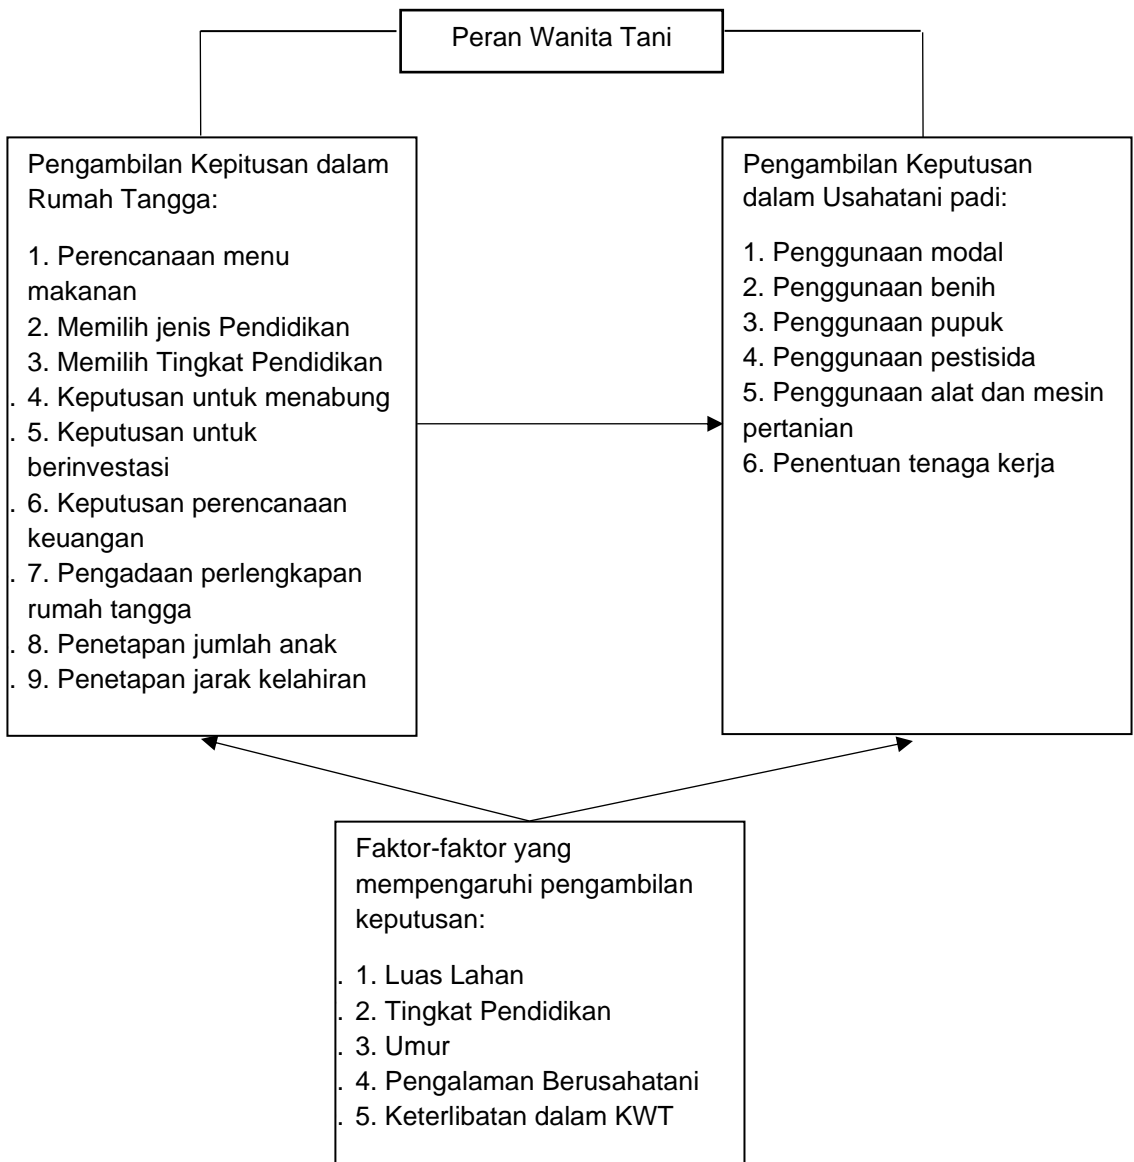 Peran Wanita Tani
Pengambilan Kepitusan dalam
Rumah Tangga:
1. Perencanaan menu
makanan
2. Memilih jenis Pendidikan
3. Memilih Tingkat Pendidikan
. 4. Keputusan untuk menabung
. 5. Keputusan untuk
berinvestasi
. 6. Keputusan perencanaan
keuangan
. 7. Pengadaan perlengkapan
rumah tangga
. 8. Penetapan jumlah anak
. 9. Penetapan jarak kelahiran
Pengambilan Keputusan
dalam Usahatani padi:
1. Penggunaan modal
2. Penggunaan benih
3. Penggunaan pupuk
4. Penggunaan pestisida
5. Penggunaan alat dan mesin
pertanian
6. Penentuan tenaga kerja
Faktor-faktor yang
mempengaruhi pengambilan
keputusan:
. 1. Luas Lahan
. 2. Tingkat Pendidikan
. 3. Umur
. 4. Pengalaman Berusahatani
. 5. Keterlibatan dalam KWT